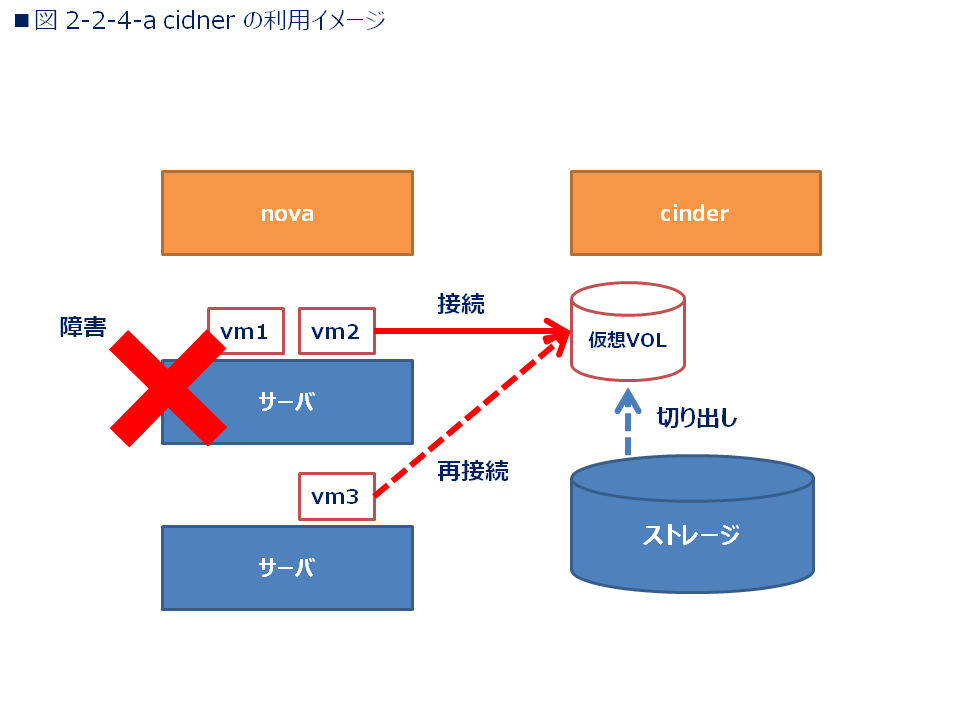 ■図 2-2-4-a cidner の利用イメージ
nova
cinder
障害
vm1
vm2
接続
仮想VOL
サーバ
切り出し
再接続
vm3
ストレージ
サーバ